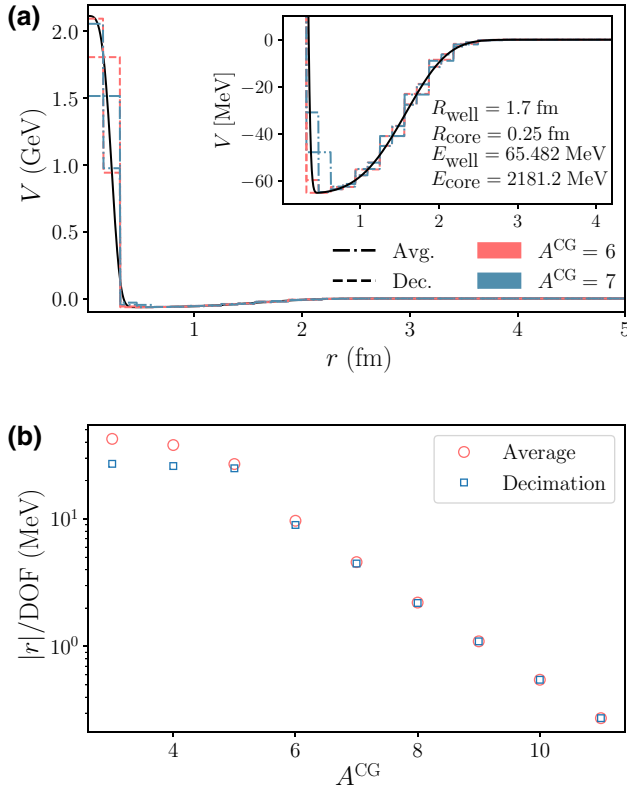 (a)
V (GeV)
2.0
1.5
1.0
0.5
0.0
V [MeV]
0
−20
−40
−60
R_well = 1.7 fm
R_core = 0.25 fm
E_well = 65.482 MeV
E_core = 2181.2 MeV
0 1 2 3 4
Avg. A^CG = 6
Dec. A^CG = 7
1 2 3 4 5
r (fm)
(b)
|r|/DOF (MeV)
10^1
10^0
Average
Decimation
4 6 8 10
A^CG